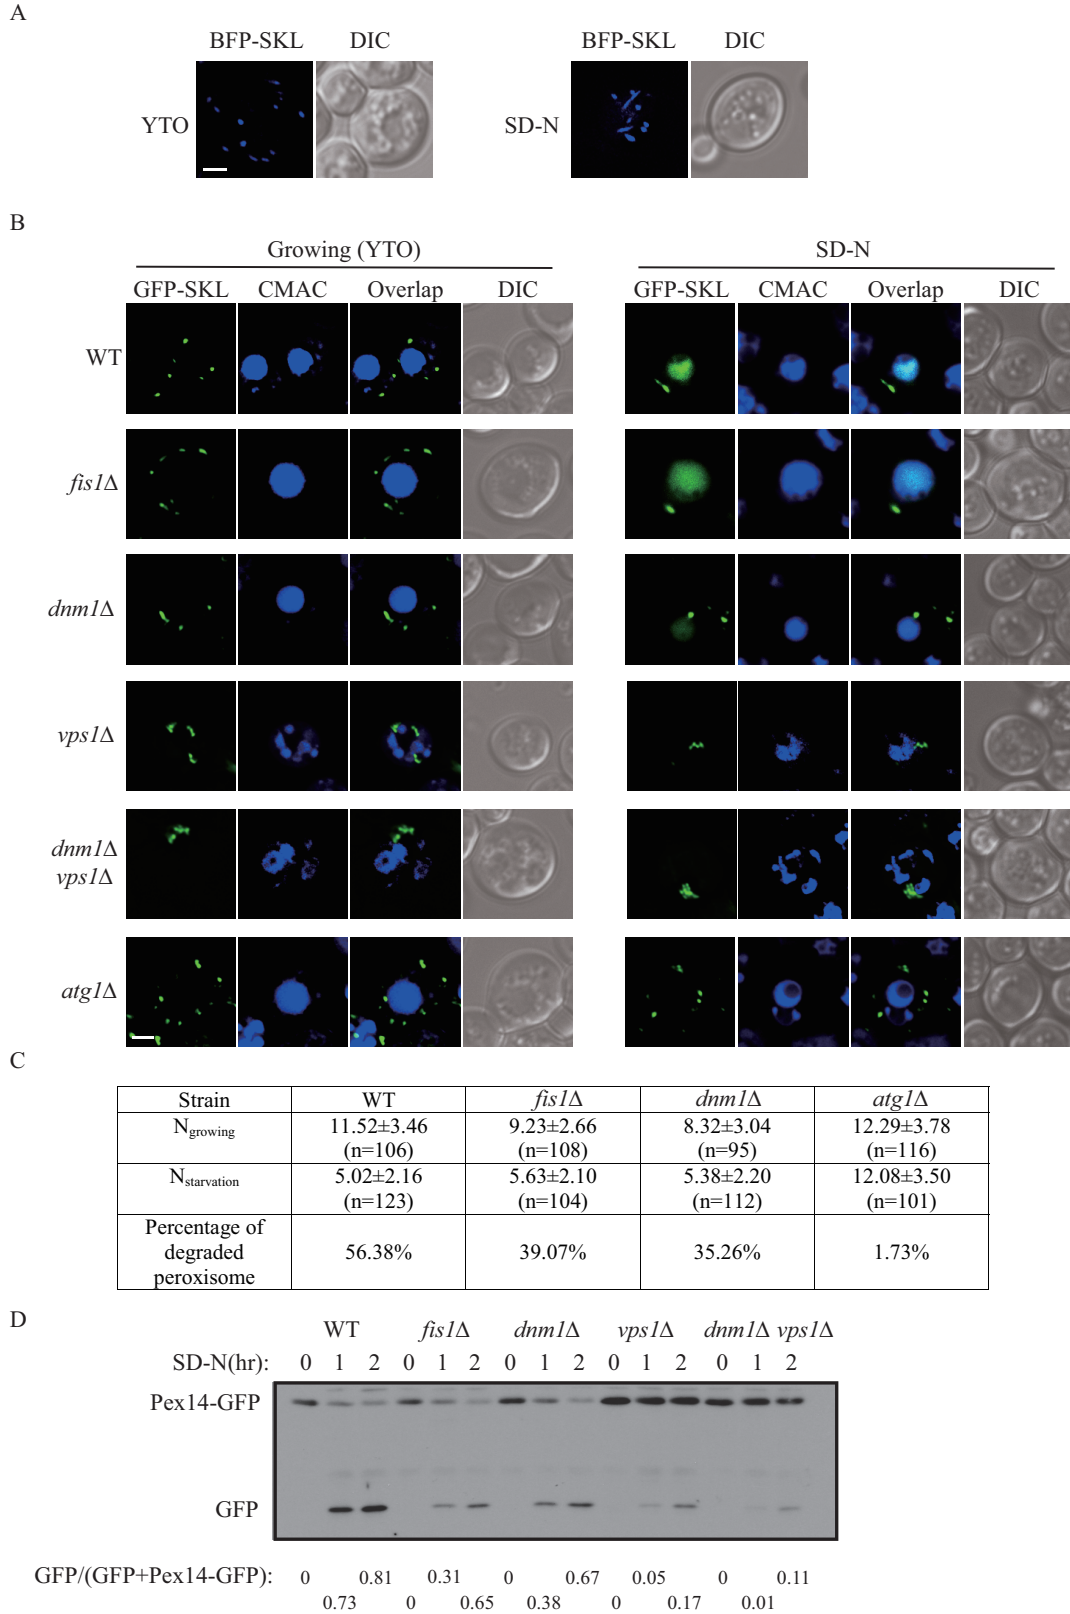 A
BFP-SKL DIC BFP-SKL DIC
YTO SD-N
B
Growing (YTO) SD-N
GFP-SKL CMAC Overlap DIC GFP-SKL CMAC Overlap DIC
WT
fis1Δ
dnm1Δ
vps1Δ
dnm1Δ
vps1Δ
atg1Δ
C
Strain WT fis1Δ dnm1Δ atg1Δ
Ngrowing 11.52±3.46 (n=106) 9.23±2.66 (n=108) 8.32±3.04 (n=95) 12.29±3.78 (n=116)
Nstarvation 5.02±2.16 (n=123) 5.63±2.10 (n=104) 5.38±2.20 (n=112) 12.08±3.50 (n=101)
Percentage of degraded peroxisome 56.38% 39.07% 35.26% 1.73%
D
WT fis1Δ dnm1Δ vps1Δ dnm1Δ vps1Δ
SD-N(hr): 0 1 2 0 1 2 0 1 2 0 1 2 0 1 2
Pex14-GFP
GFP
GFP/(GFP+Pex14-GFP): 0 0.81 0.31 0 0.67 0.05 0 0.11
0.73 0 0.65 0.38 0 0.17 0.01